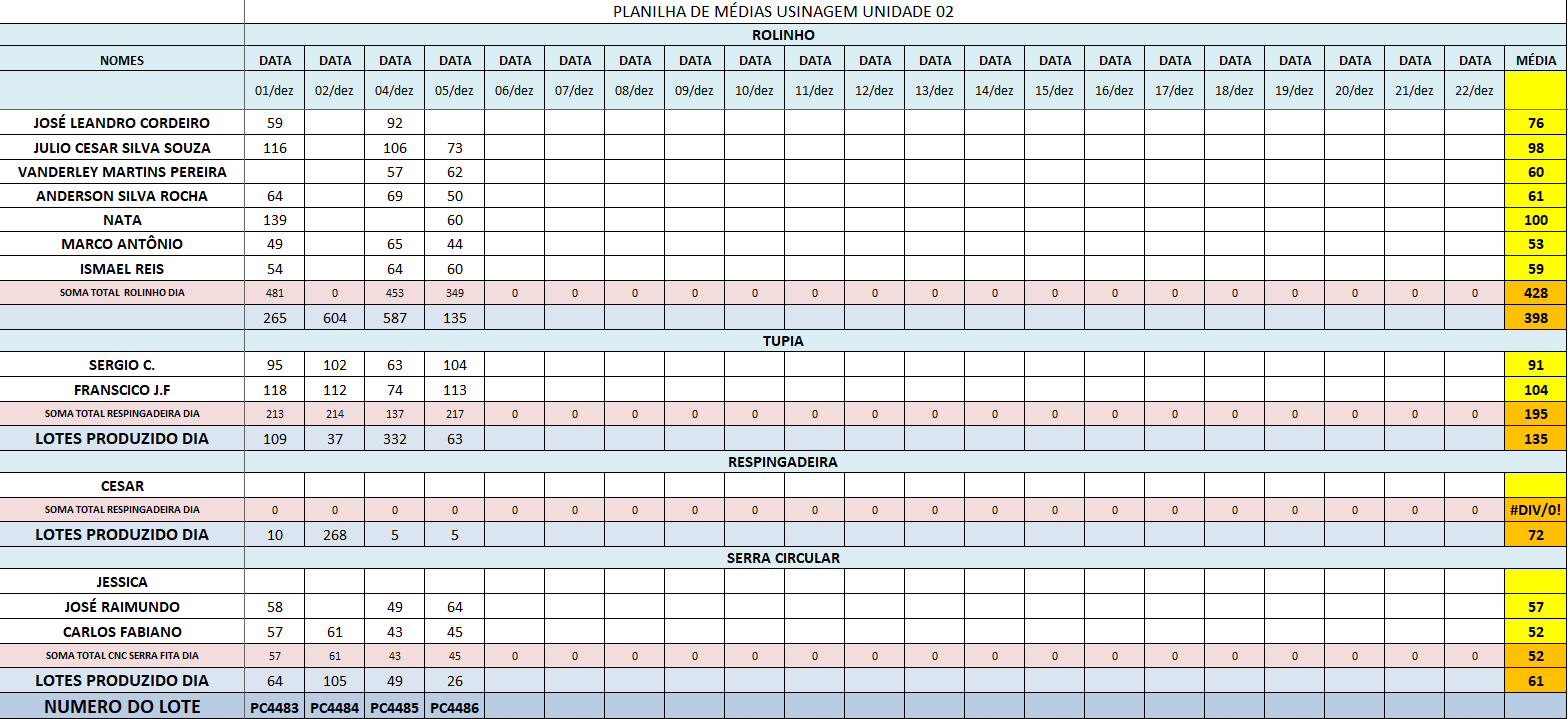 PLANILHA DE MÉDIAS USINAGEM UNIDADE 02
ROLINHO
NOMES DATA DATA DATA DATA DATA DATA DATA DATA DATA DATA DATA DATA DATA DATA DATA DATA DATA DATA DATA DATA DATA MÉDIA
01/dez 02/dez 04/dez 05/dez 06/dez 07/dez 08/dez 09/dez 10/dez 11/dez 12/dez 13/dez 14/dez 15/dez 16/dez 17/dez 18/dez 19/dez 20/dez 21/dez 22/dez
JOSÉ LEANDRO CORDEIRO 59 92 76
JULIO CESAR SILVA SOUZA 116 106 73 98
VANDERLEY MARTINS PEREIRA 57 62 60
ANDERSON SILVA ROCHA 64 69 50 61
NATA 139 60 100
MARCO ANTÔNIO 49 65 44 53
ISMAEL REIS 54 64 60 59
SOMA TOTAL ROLINHO DIA 481 0 453 349 0 0 0 0 0 0 0 0 0 0 0 0 0 0 0 0 0 428
265 604 587 135 398
TUPIA
SERGIO C. 95 102 63 104 91
FRANSCICO J.F 118 112 74 113 104
SOMA TOTAL RESPINGADEIRA DIA 213 214 137 217 0 0 0 0 0 0 0 0 0 0 0 0 0 0 0 0 0 195
LOTES PRODUZIDO DIA 109 37 332 63 135
RESPINGADEIRA
CESAR
SOMA TOTAL RESPINGADEIRA DIA 0 0 0 0 0 0 0 0 0 0 0 0 0 0 0 0 0 0 0 0 0 #DIV/0!
LOTES PRODUZIDO DIA 10 268 5 5 72
SERRA CIRCULAR
JESSICA
JOSÉ RAIMUNDO 58 49 64 57
CARLOS FABIANO 57 61 43 45 52
SOMA TOTAL CNC SERRA FITA DIA 57 61 43 45 0 0 0 0 0 0 0 0 0 0 0 0 0 0 0 0 0 52
LOTES PRODUZIDO DIA 64 105 49 26 61
NUMERO DO LOTE PC4483 PC4484 PC4485 PC4486